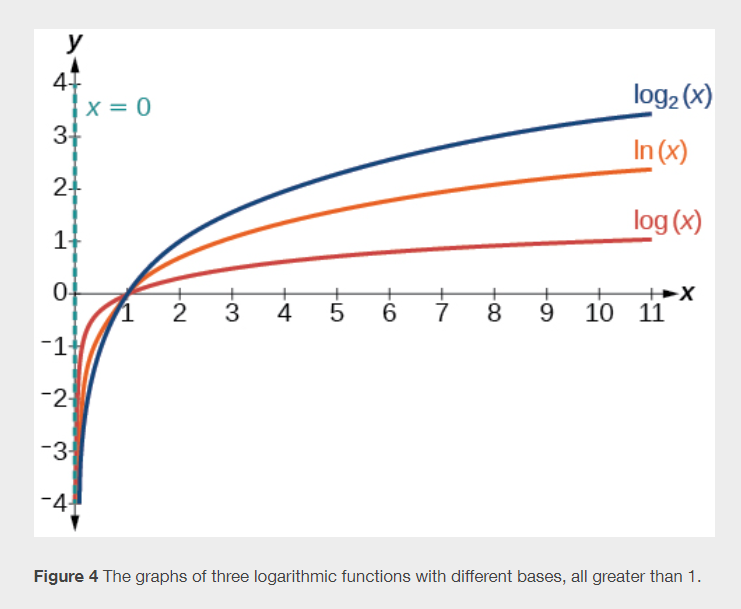 y
4
x = 0
log₂(x)
3
ln(x)
2
log(x)
1
0
x
1 2 3 4 5 6 7 8 9 10 11
−1
−2
−3
−4
Figure 4 The graphs of three logarithmic functions with different bases, all greater than 1.